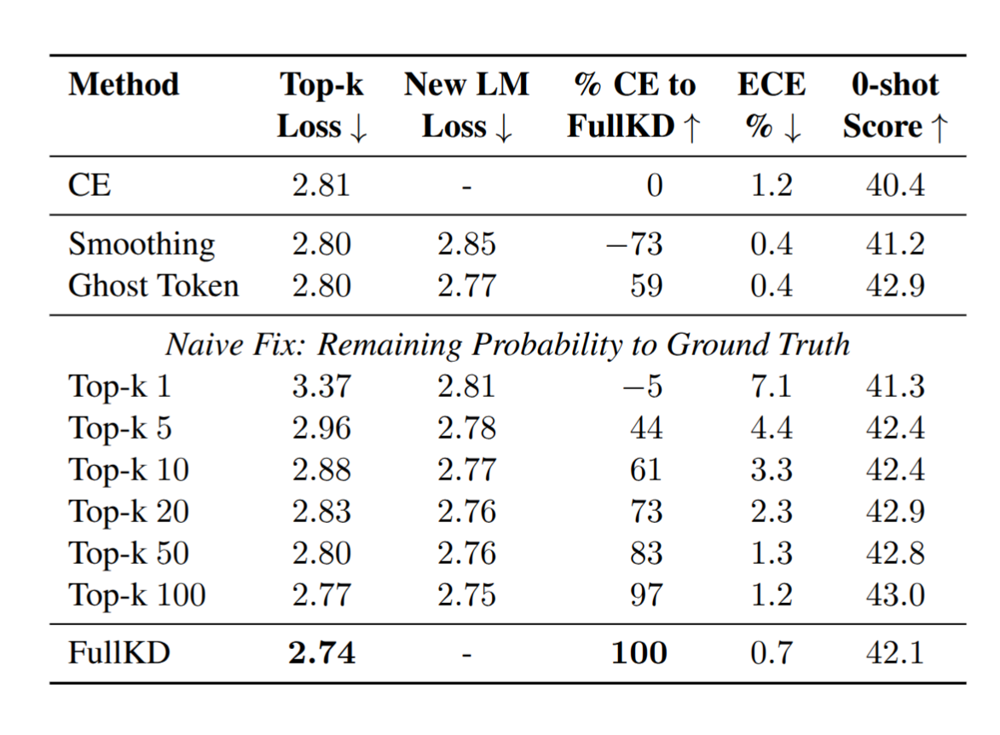 Method Top-k New LM % CE to ECE 0-shot
Loss ↓ Loss ↓ FullKD ↑ % ↓ Score ↑
CE 2.81 - 0 1.2 40.4
Smoothing 2.80 2.85 −73 0.4 41.2
Ghost Token 2.80 2.77 59 0.4 42.9
Naive Fix: Remaining Probability to Ground Truth
Top-k 1 3.37 2.81 −5 7.1 41.3
Top-k 5 2.96 2.78 44 4.4 42.4
Top-k 10 2.88 2.77 61 3.3 42.4
Top-k 20 2.83 2.76 73 2.3 42.9
Top-k 50 2.80 2.76 83 1.3 42.8
Top-k 100 2.77 2.75 97 1.2 43.0
FullKD 2.74 - 100 0.7 42.1